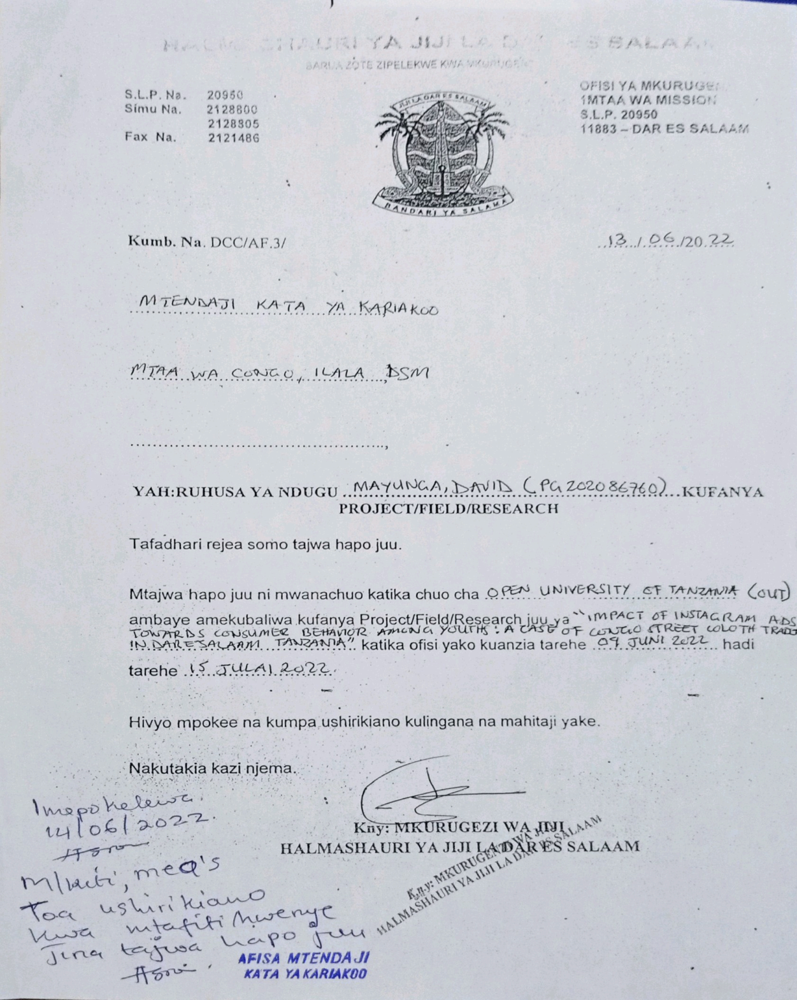 HALMASHAURI YA JIJI LA DAR ES SALAAM
BARUA ZOTE ZIPELEKWE KWA MKURUGENZI
S.L.P. Na. 20950
Simu Na. 2128800
2128805
Fax Na. 2121486
JIJI LA DAR ES SALAAM
BANDARI YA SALAMA
OFISI YA MKURUGENZI
1MTAA WA MISSION
S.L.P. 20950
11883 – DAR ES SALAAM
Kumb. Na. DCC/AF.3/
13/06/2022
MTENDAJI KATA YA KARIAKOO
MTAA WA CONGO, ILALA, DSM
YAH:RUHUSA YA NDUGU MAYUNGA, DAVID (PG202086760) KUFANYA
PROJECT/FIELD/RESEARCH
Tafadhari rejea somo tajwa hapo juu.
Mtajwa hapo juu ni mwanachuo katika chuo cha OPEN UNIVERSITY OF TANZANIA (OUT)
ambaye amekubaliwa kufanya Project/Field/Research juu ya "IMPACT OF INSTAGRAM ADS
TOWARDS CONSUMER BEHAVIOR AMONG YOUTHS: A CASE OF CONGO STREET COLOTH TRADE
IN DARESALAAM TANZANIA" katika ofisi yako kuanzia tarehe 09 JUNI 2022 hadi
tarehe 15 JULAI 2022
Hivyo mpokee na kumpa ushirikiano kulingana na mahitaji yake.
Nakutakia kazi njema.
Kny: MKURUGEZI WA JIJI
HALMASHAURI YA JIJI LA DAR ES SALAAM
Kny: MKURUGENZI WA JIJI
HALMASHAURI YA JIJI LA DAR ES SALAAM
Imepokelewa
14/06/2022.
M/kiti,
Toa ushirikiano
kwa mtafiti mwenye
Jina tajwa hapo juu
AFISA MTENDAJI
KATA YA KARIAKOO